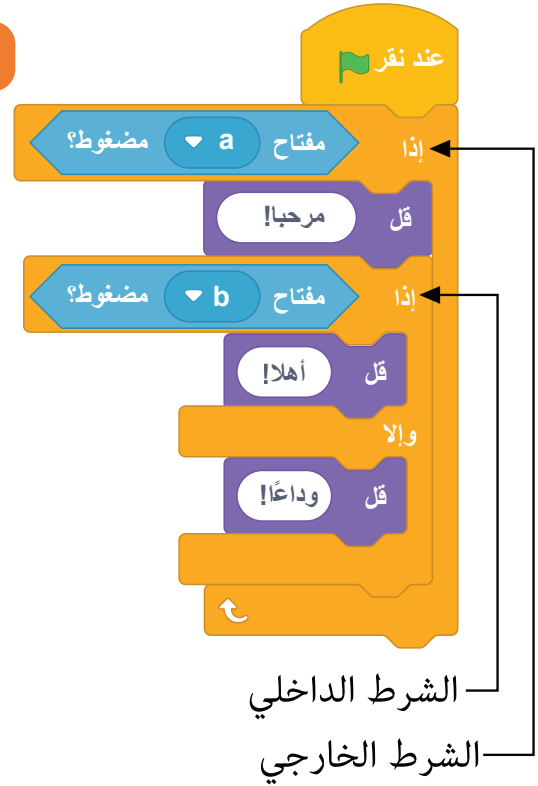 عند نقر
إذا مفتاح a مضغوط؟
قل مرحبا!
إذا مفتاح b مضغوط؟
قل أهلا!
وإلا
قل وداعًا!
الشرط الداخلي
الشرط الخارجي